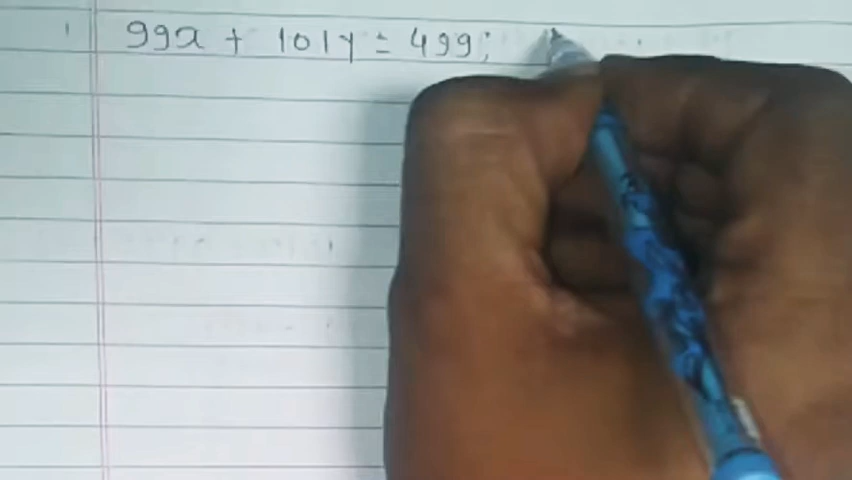 99x + 101y = 499;